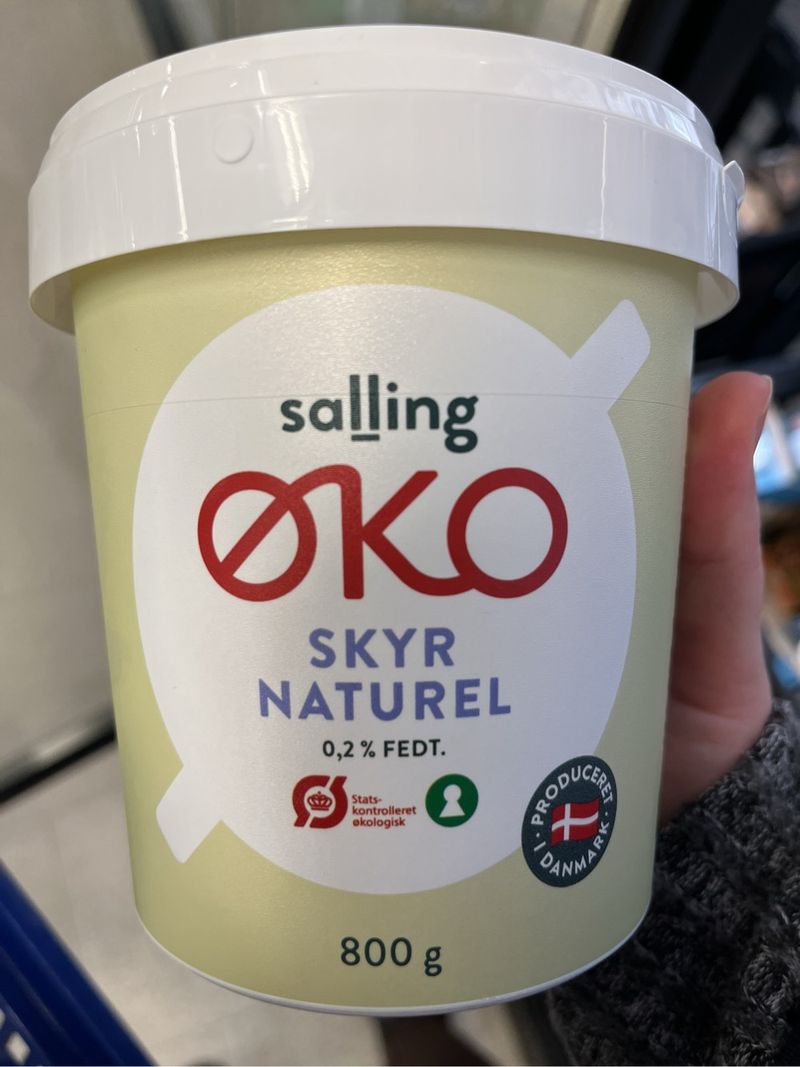 salling
ØKO
SKYR
NATUREL
0,2 % FEDT.
Stats-
kontrolleret
økologisk
PRODUCERET
I DANMARK
800 g